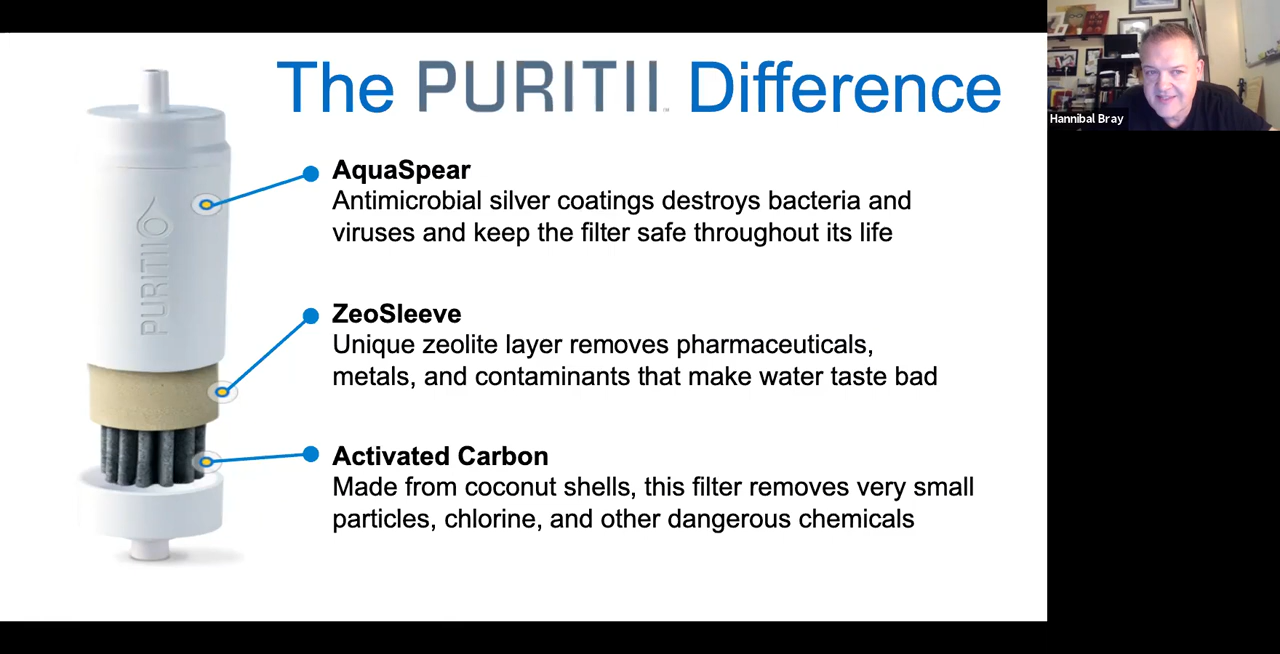 The PURITII™ Difference
AquaSpear
Antimicrobial silver coatings destroys bacteria and
viruses and keep the filter safe throughout its life
ZeoSleeve
Unique zeolite layer removes pharmaceuticals,
metals, and contaminants that make water taste bad
Activated Carbon
Made from coconut shells, this filter removes very small
particles, chlorine, and other dangerous chemicals
PURITII
Hannibal Bray